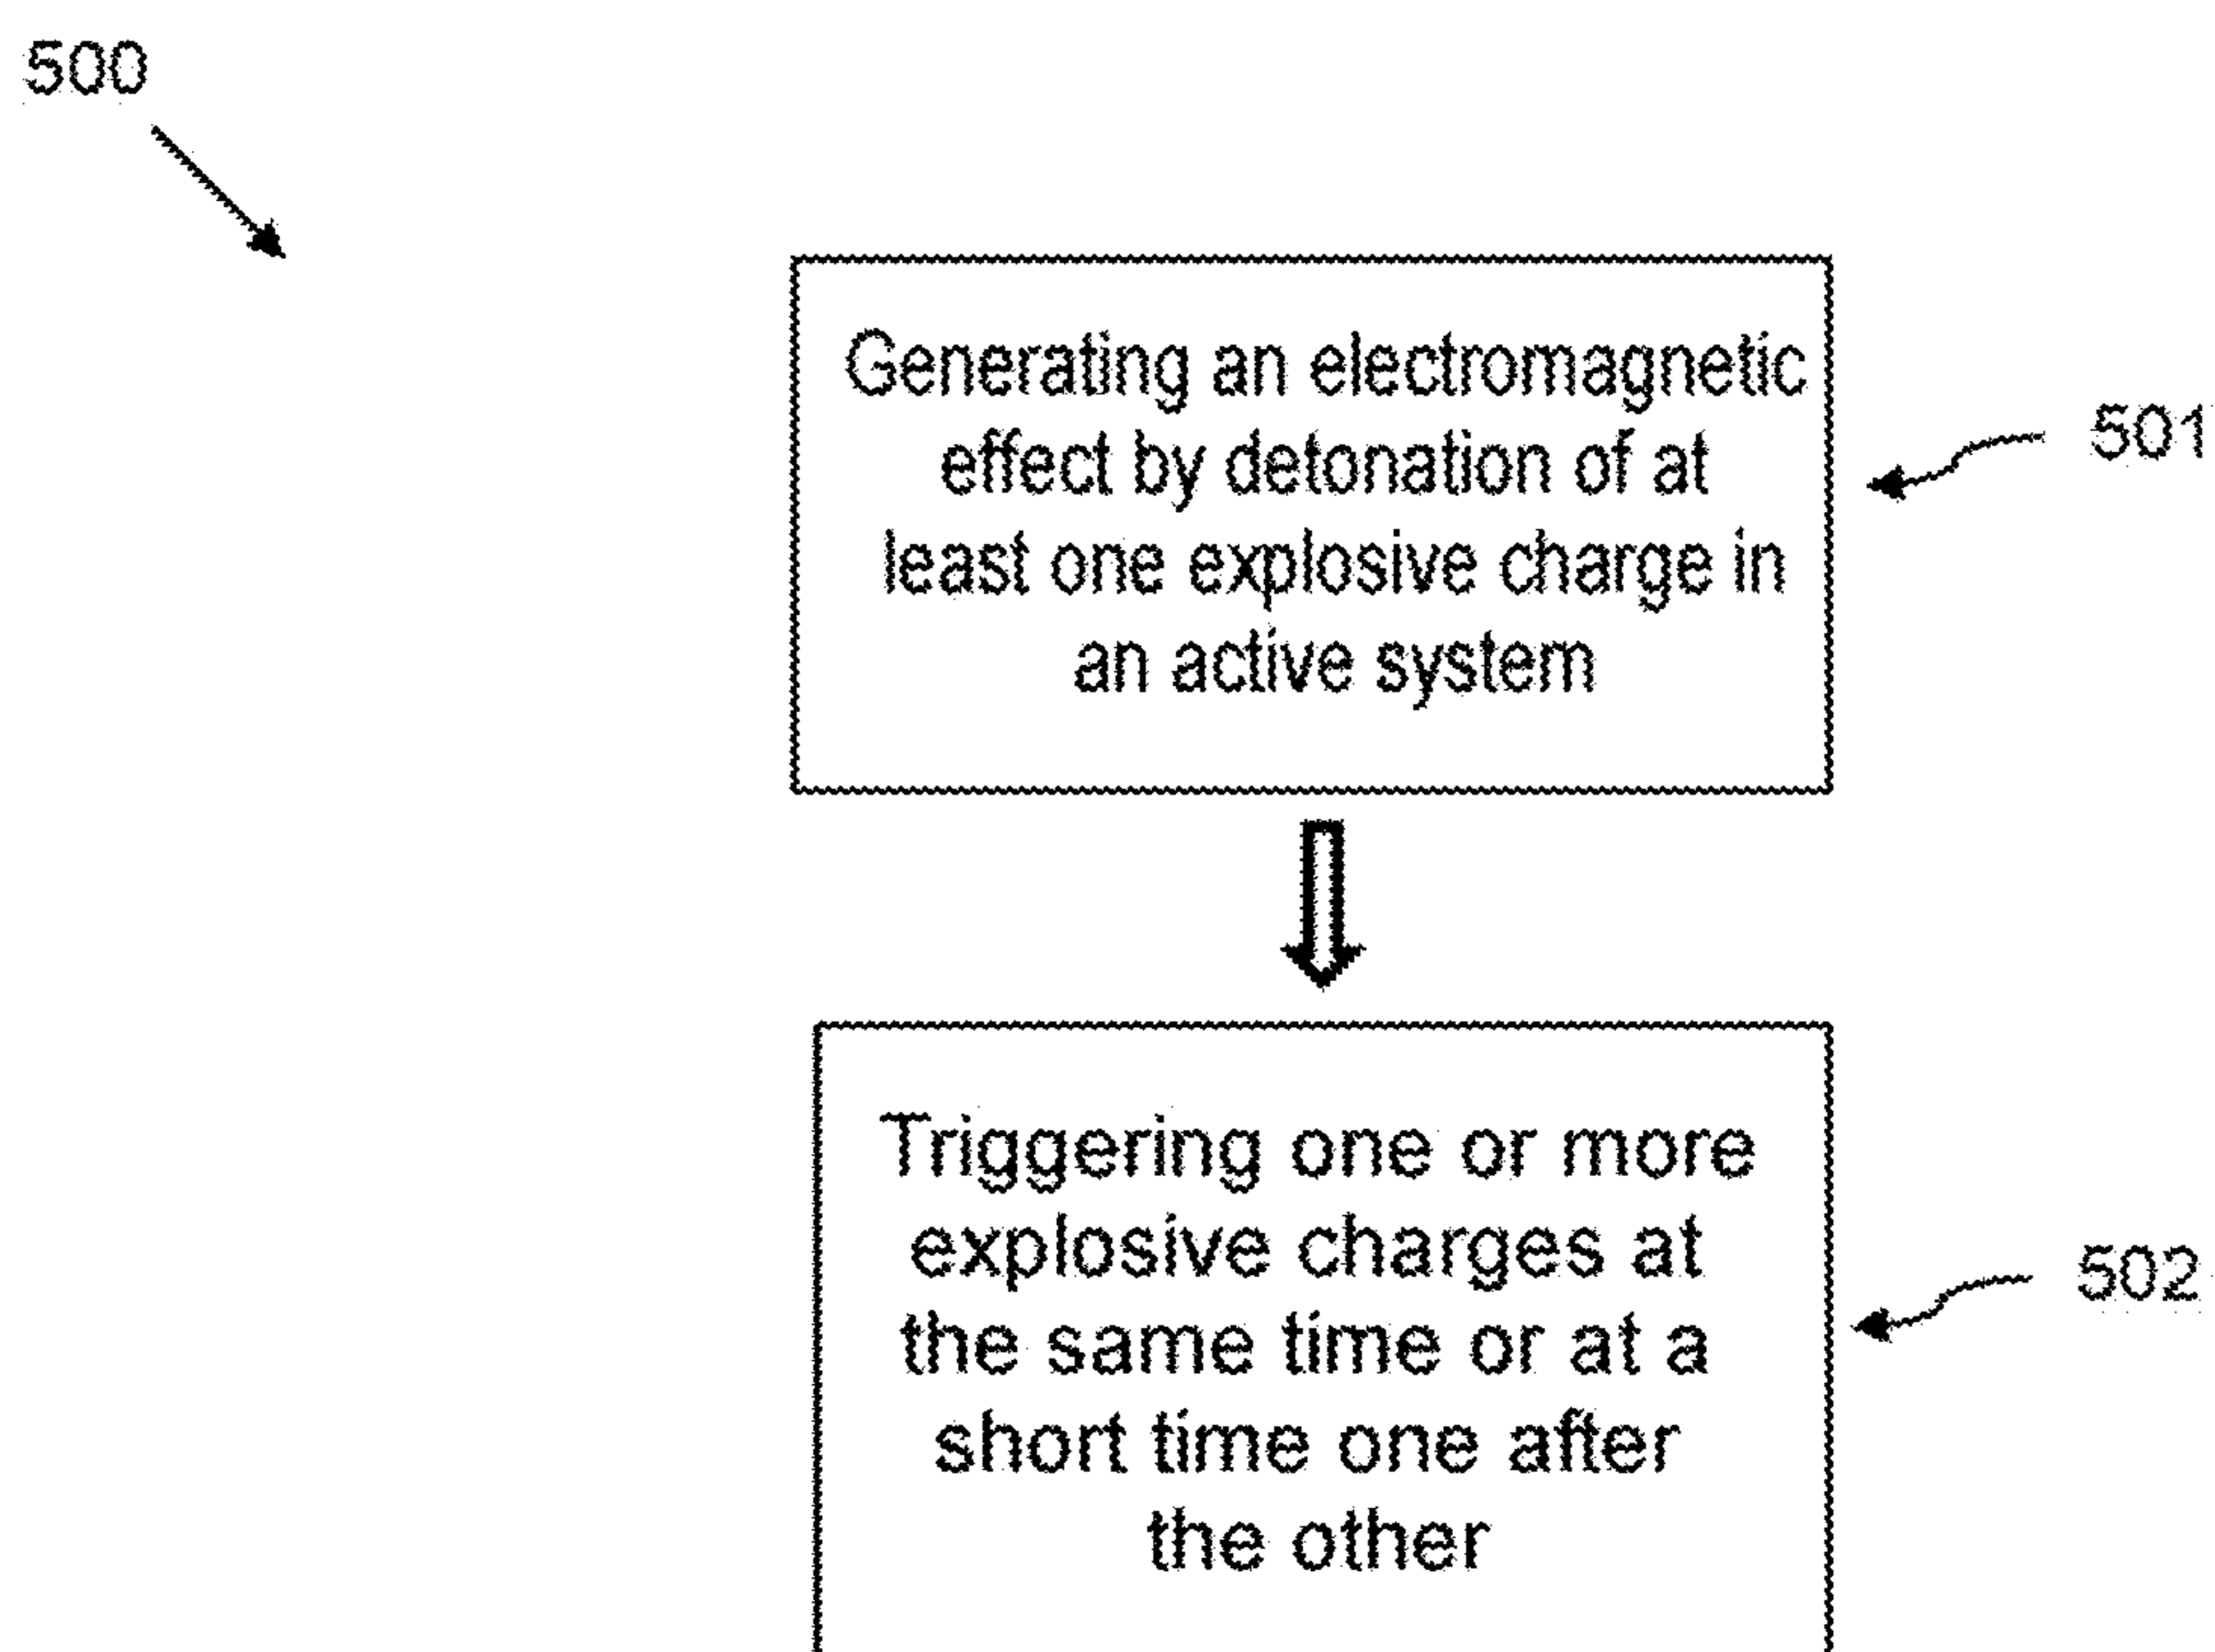 500
Generating an electromagnetic
effect by detonation of at
least one explosive charge in
an active system
501
Triggering one or more
explosive charges at
the same time or at a
short time one after
the other
502